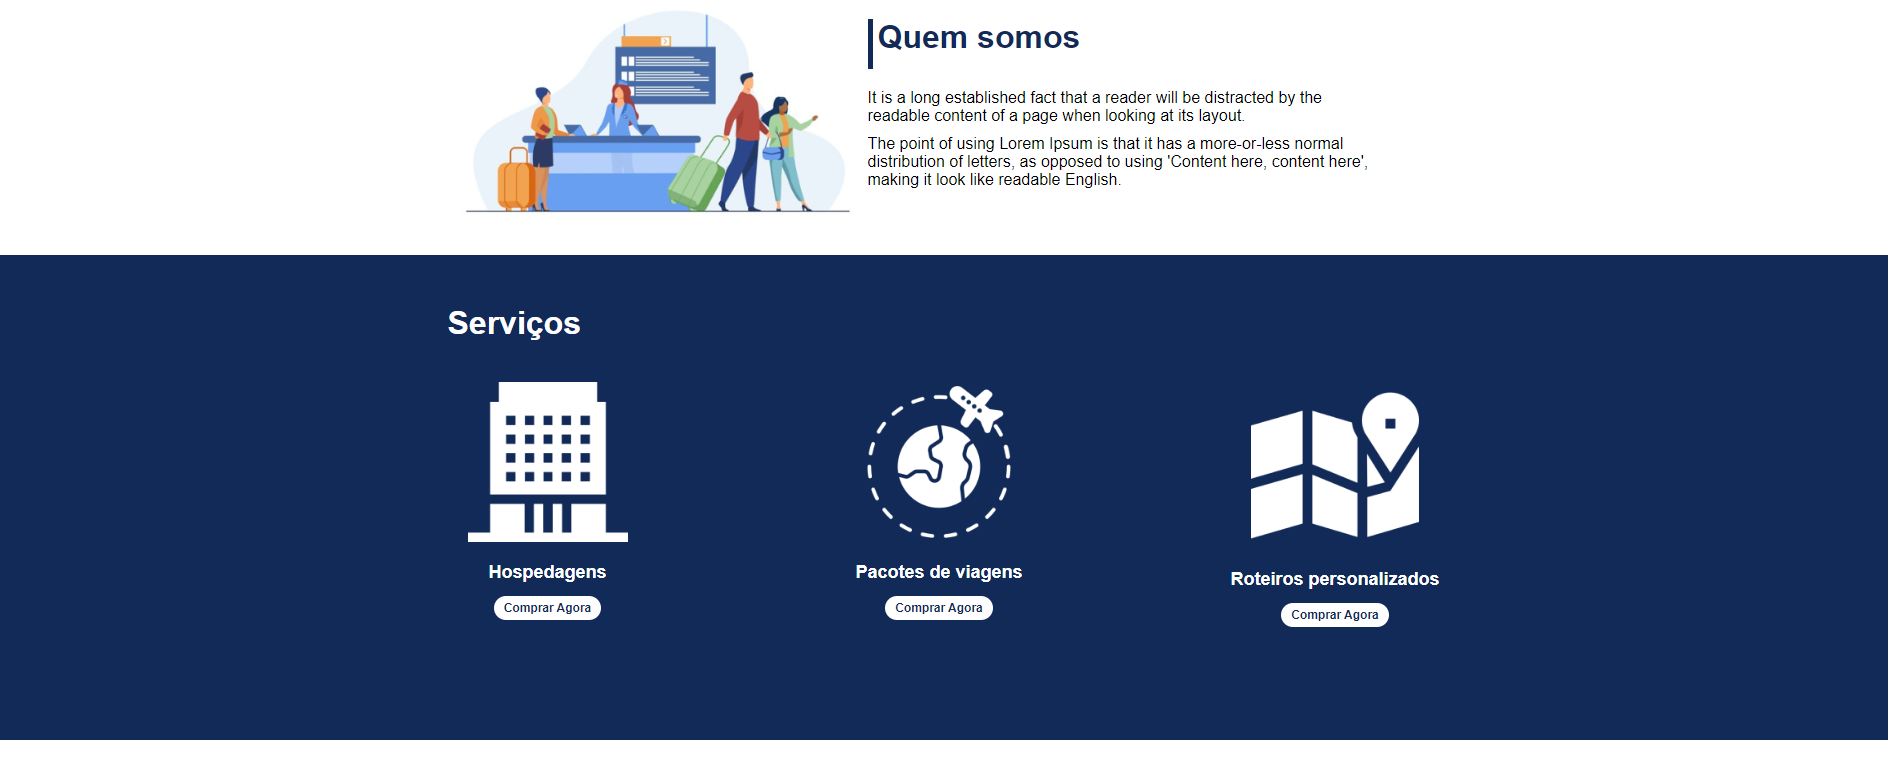 Quem somos
It is a long established fact that a reader will be distracted by the
readable content of a page when looking at its layout.
The point of using Lorem Ipsum is that it has a more-or-less normal
distribution of letters, as opposed to using 'Content here, content here',
making it look like readable English.
Serviços
Hospedagens
Comprar Agora
Pacotes de viagens
Comprar Agora
Roteiros personalizados
Comprar Agora